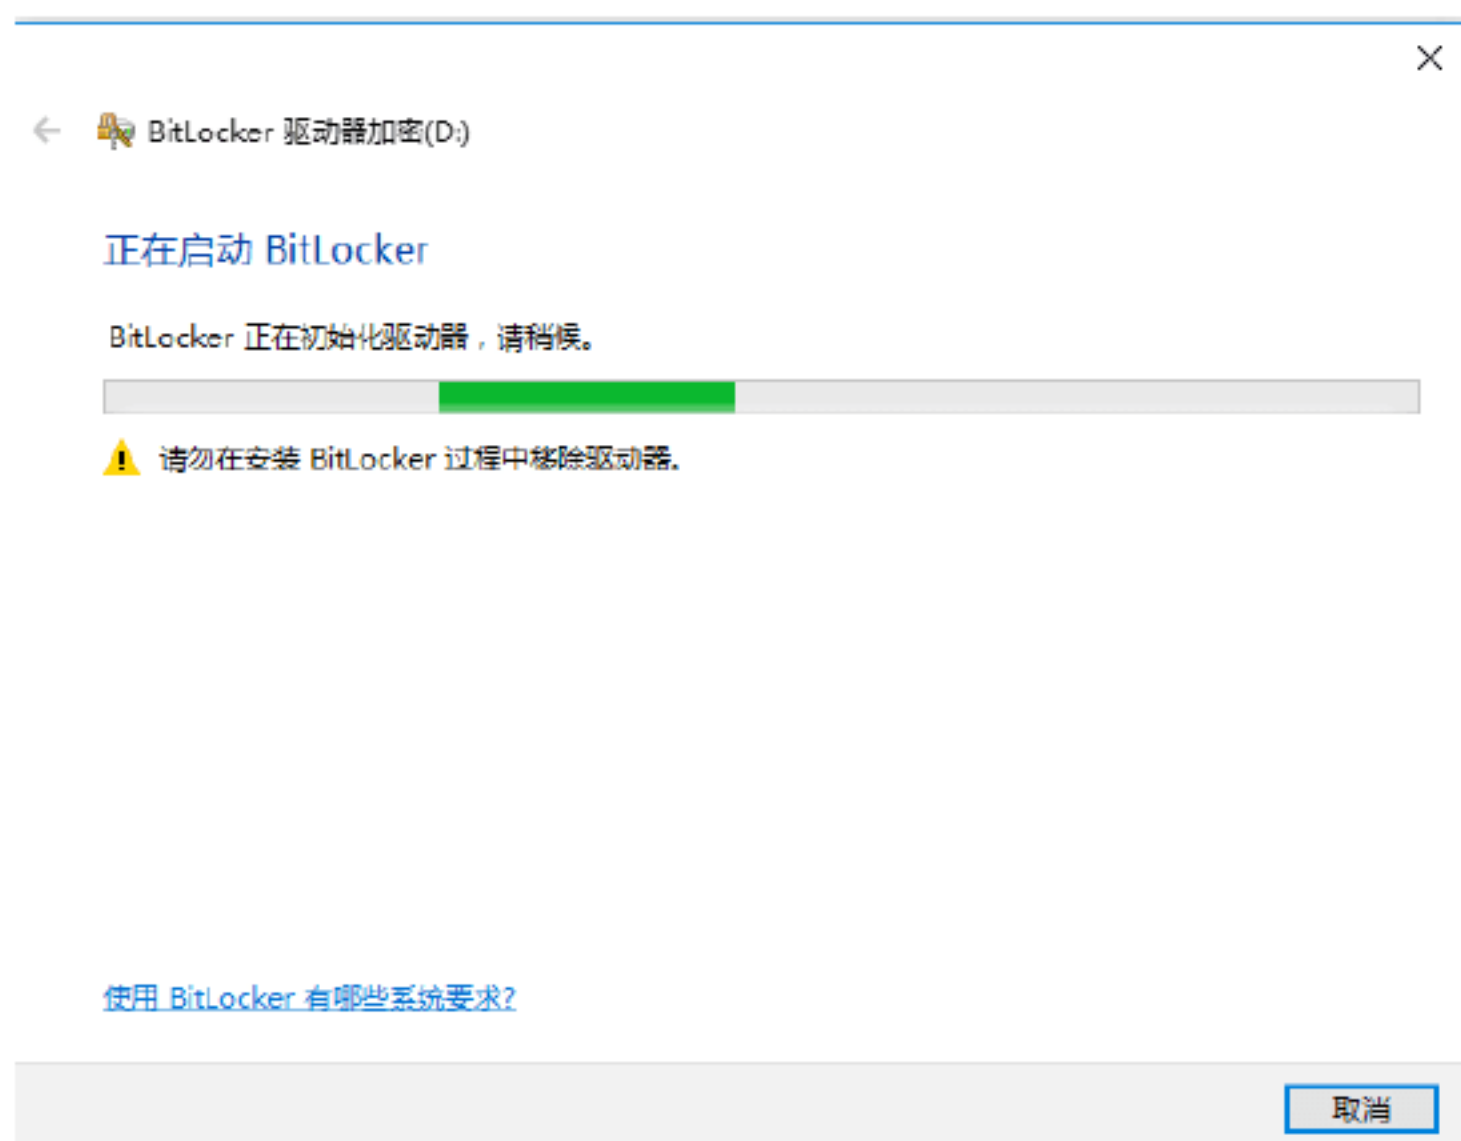 BitLocker 驱动器加密(D:)
正在启动 BitLocker
BitLocker 正在初始化驱动器，请稍候。
请勿在安装 BitLocker 过程中移除驱动器。
使用 BitLocker 有哪些系统要求?
取消